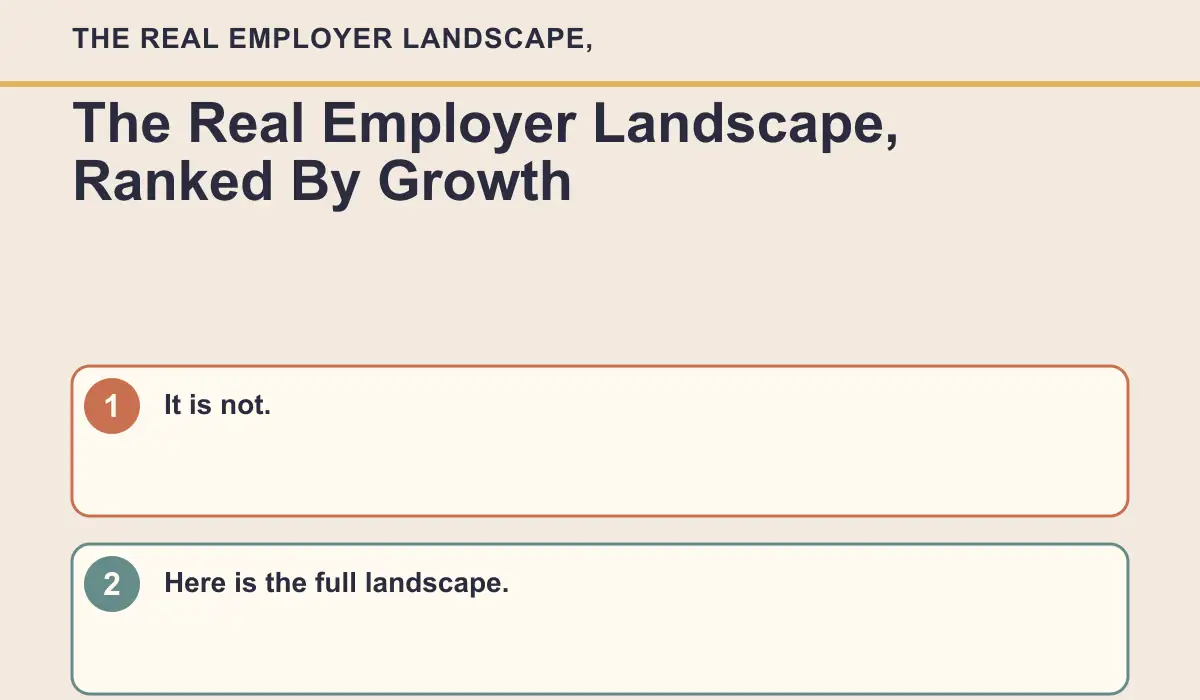 THE REAL EMPLOYER LANDSCAPE,
The Real Employer Landscape,
Ranked By Growth
1 It is not.
2 Here is the full landscape.